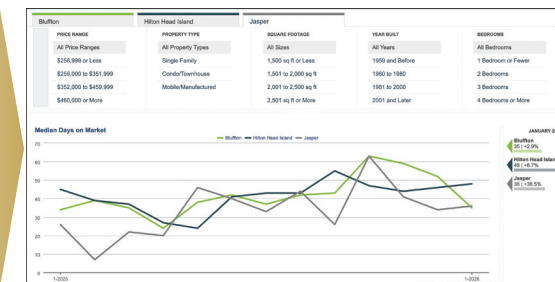 Bluffton Hilton Head Island Jasper
PRICE RANGE PROPERTY TYPE SQUARE FOOTAGE YEAR BUILT BEDROOMS
All Price Ranges All Property Types All Sizes All Years All Bedrooms
$258,999 or Less Single Family 1,500 sq ft or Less 1959 and Before 1 Bedroom or Fewer
$259,000 to $351,999 Condo/Townhouse 1,501 to 2,000 sq ft 1960 to 1980 2 Bedrooms
$352,000 to $459,999 Mobile/Manufactured 2,001 to 2,500 sq ft 1981 to 2000 3 Bedrooms
$460,000 or More 2,501 sq ft or More 2001 and Later 4 Bedrooms or More
Median Days on Market JANUARY 2
Bluffton Hilton Head Island Jasper
70
60
50
40
30
20
10
0
1-2025 1-2026
Bluffton
35 | +2.9%
Hilton Head Islan
48 | +6.7%
Jasper
36 | +38.5%